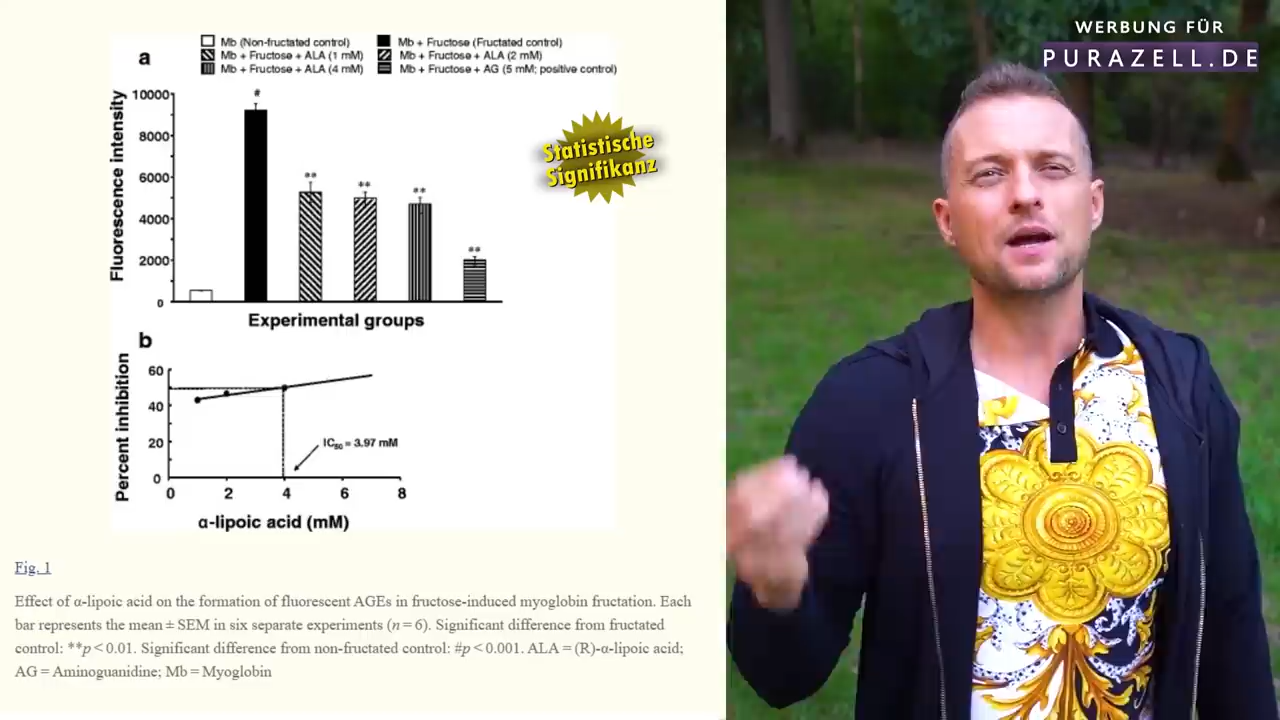 WERBUNG FÜR
PURAZELL.DE
a
Mb (Non-fructated control)
Mb + Fructose (Fructated control)
Mb + Fructose + ALA (1 mM)
Mb + Fructose + ALA (2 mM)
Mb + Fructose + ALA (4 mM)
Mb + Fructose + AG (5 mM; positive control)
Fluorescence intensity
10000
8000
6000
4000
2000
0
#
**
**
**
**
Experimental groups
Statistische
Signifikanz
b
Percent inhibition
60
40
20
0
IC50 = 3.97 mM
0 2 4 6 8
α-lipoic acid (mM)
Fig. 1
Effect of α-lipoic acid on the formation of fluorescent AGEs in fructose-induced myoglobin fructation. Each
bar represents the mean ± SEM in six separate experiments (n = 6). Significant difference from fructated
control: **p < 0.01. Significant difference from non-fructated control: #p < 0.001. ALA = (R)-α-lipoic acid;
AG = Aminoguanidine; Mb = Myoglobin